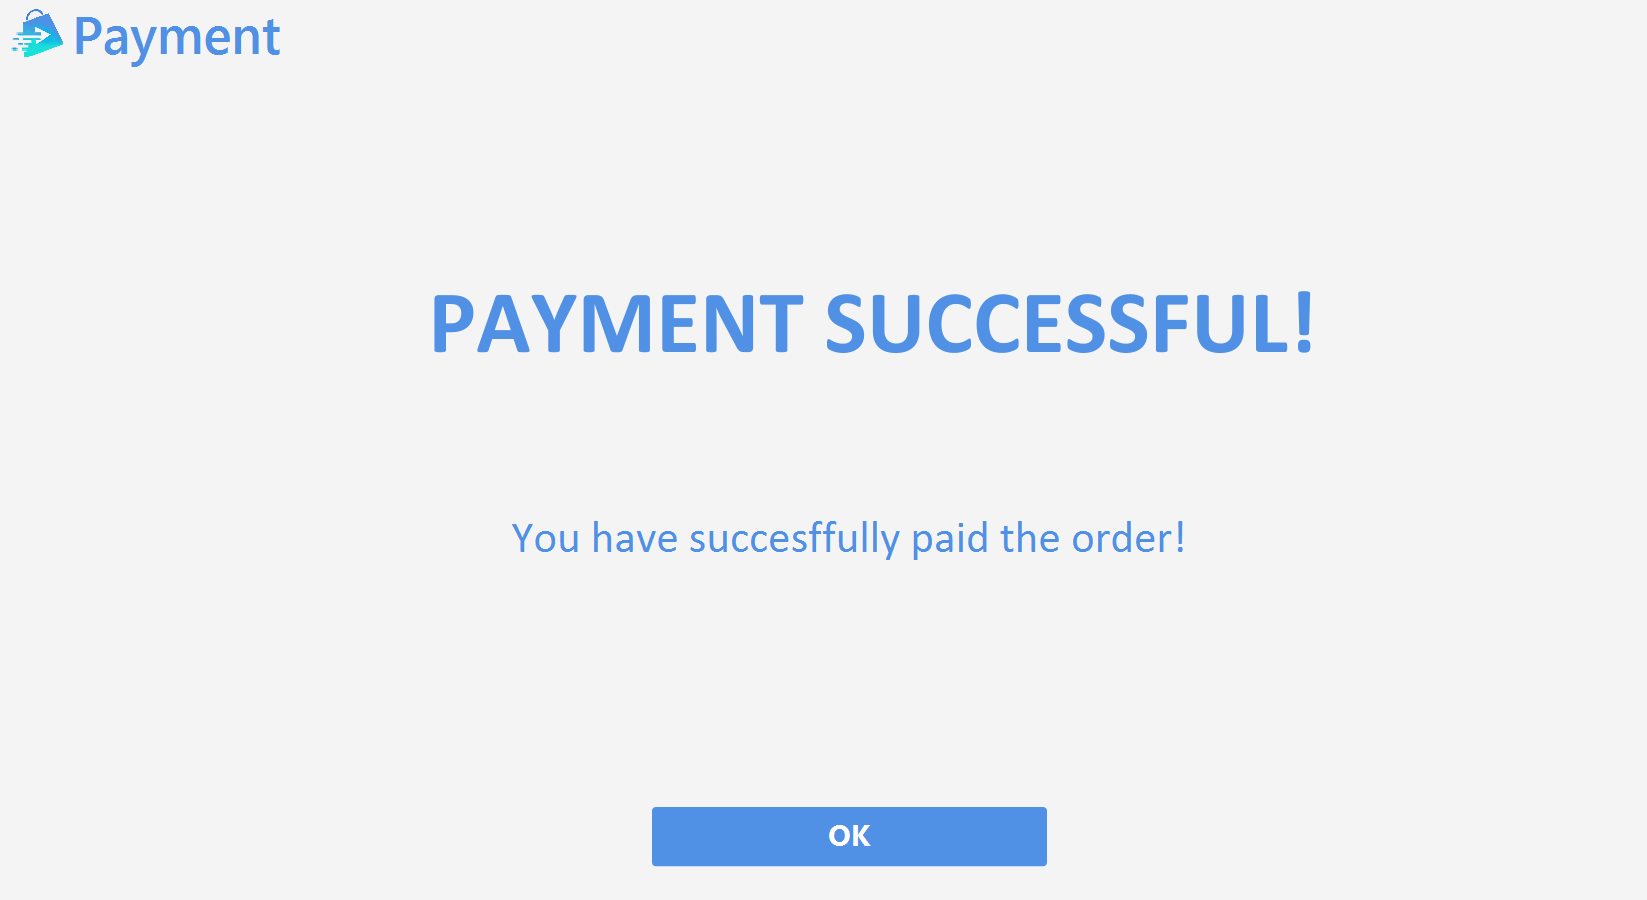 Payment
PAYMENT SUCCESSFUL!
You have succesffully paid the order!
OK